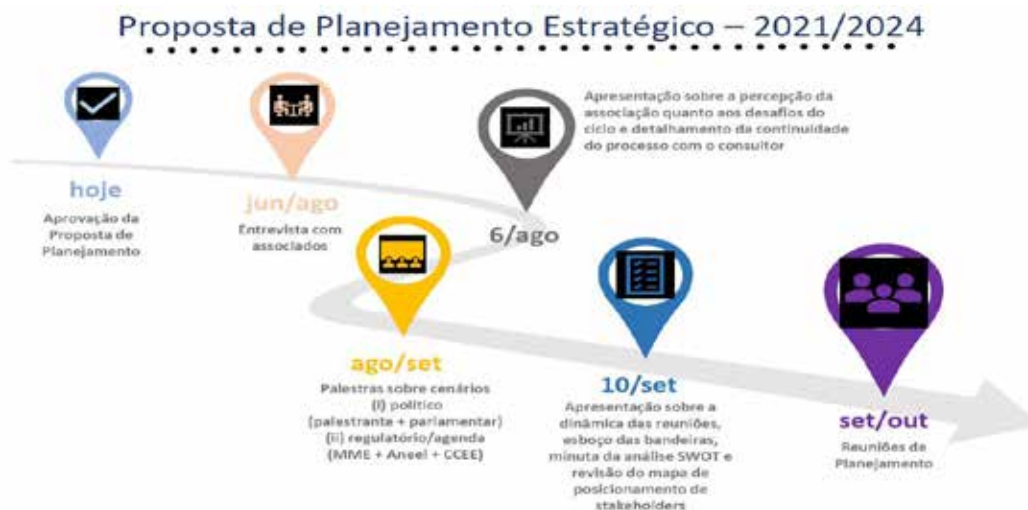 Proposta de Planejamento Estratégico – 2021/2024
hoje
Aprovação da
Proposta de
Planejamento
jun/ago
Entrevista com
associados
6/ago
Apresentação sobre a percepção da
associação quanto aos desafios do
ciclo e detalhamento da continuidade
do processo com o consultor
ago/set
Palestras sobre cenários
(i) político
(palestrante + parlamentar)
(ii) regulatório/agenda
(MME + Aneel + CCEE)
10/set
Apresentação sobre a
dinâmica das reuniões,
esboço das bandeiras,
minuta da análise SWOT e
revisão do mapa de
posicionamento de
stakeholders
set/out
Reuniões de
Planejamento